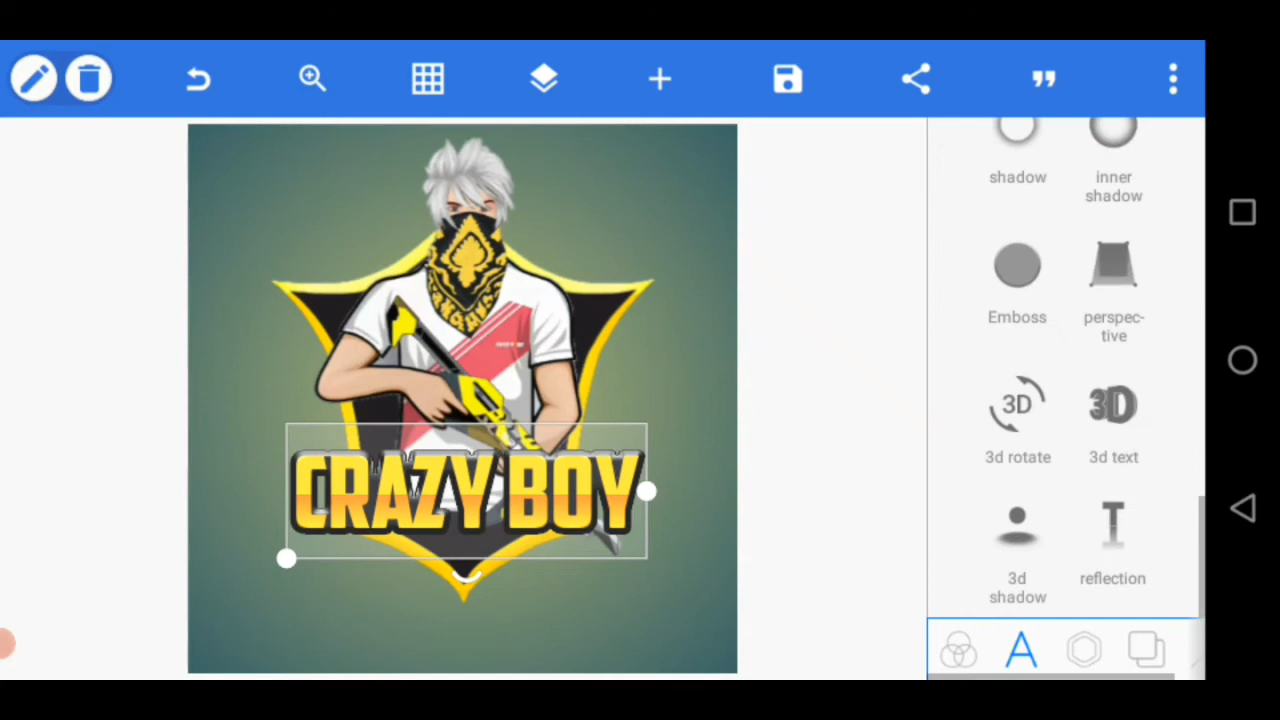 shadow
inner
shadow
Emboss
perspec-
tive
3D
3d rotate
3D
3d text
CRAZY BOY
3d
shadow
T
reflection
A